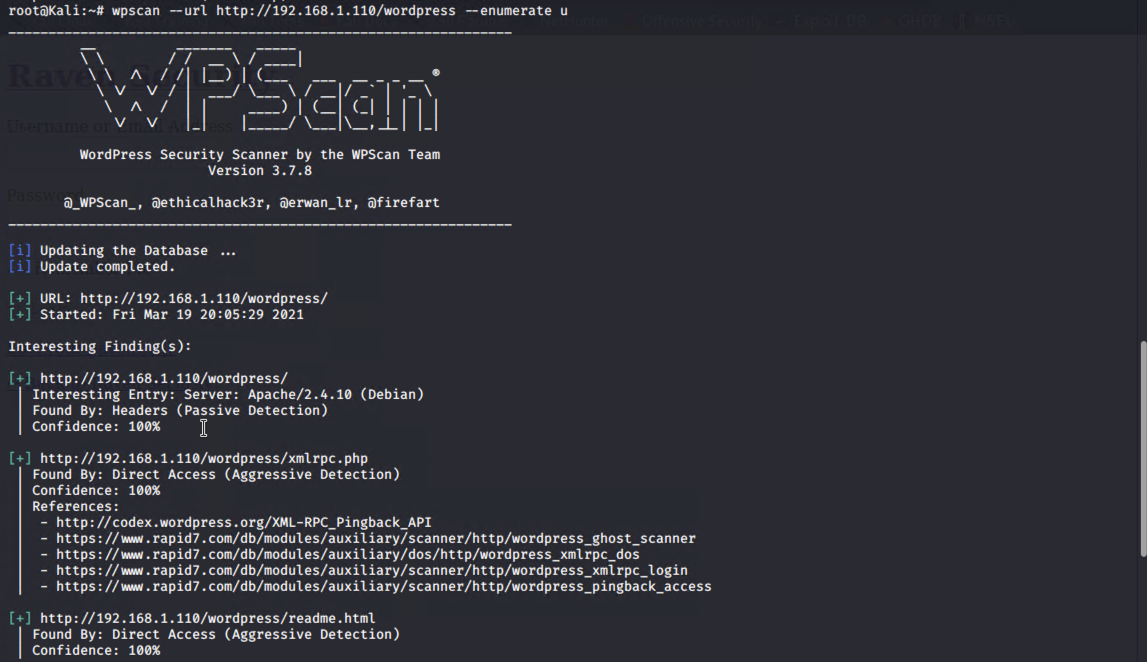 root@Kali:~# wpscan --url http://192.168.1.110/wordpress --enumerate u
WPScan ®
WordPress Security Scanner by the WPScan Team
Version 3.7.8
@_WPScan_, @ethicalhack3r, @erwan_lr, @firefart
[i] Updating the Database ...
[i] Update completed.
[+] URL: http://192.168.1.110/wordpress/
[+] Started: Fri Mar 19 20:05:29 2021
Interesting Finding(s):
[+] http://192.168.1.110/wordpress/
| Interesting Entry: Server: Apache/2.4.10 (Debian)
| Found By: Headers (Passive Detection)
| Confidence: 100%
[+] http://192.168.1.110/wordpress/xmlrpc.php
| Found By: Direct Access (Aggressive Detection)
| Confidence: 100%
| References:
|  - http://codex.wordpress.org/XML-RPC_Pingback_API
|  - https://www.rapid7.com/db/modules/auxiliary/scanner/http/wordpress_ghost_scanner
|  - https://www.rapid7.com/db/modules/auxiliary/dos/http/wordpress_xmlrpc_dos
|  - https://www.rapid7.com/db/modules/auxiliary/scanner/http/wordpress_xmlrpc_login
|  - https://www.rapid7.com/db/modules/auxiliary/scanner/http/wordpress_pingback_access
[+] http://192.168.1.110/wordpress/readme.html
| Found By: Direct Access (Aggressive Detection)
| Confidence: 100%